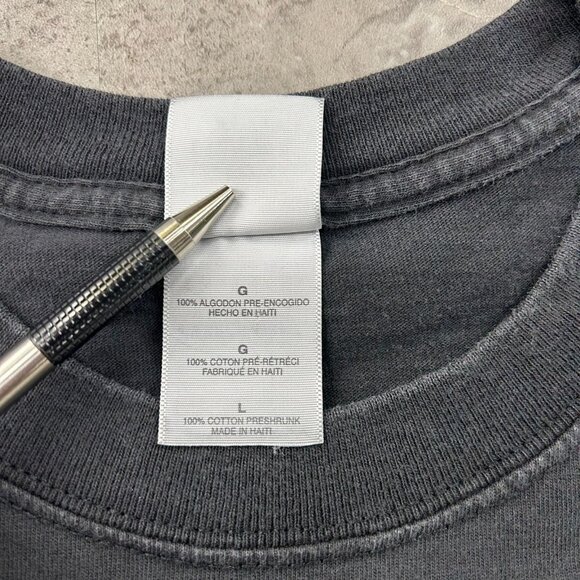 G
100% ALGODON PRE-ENCOGIDO
HECHO EN HAITI
G
100% COTON PRÉ-RÉTRÉCI
FABRIQUÉ EN HAITI
L
100% COTTON PRESHRUNK
MADE IN HAITI